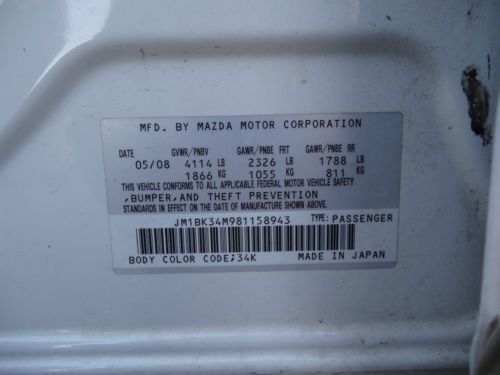 MFD. BY MAZDA MOTOR CORPORATION
DATE GVWR/PNBV GAWR/PNBE FRT GAWR/PNBE RR
05/08 4114 LB 2326 LB 1788 LB
1866 KG 1055 KG 811 KG
THIS VEHICLE CONFORMS TO ALL APPLICABLE FEDERAL MOTOR VEHICLE SAFETY
,BUMPER,AND THEFT PREVENTION
STANDARDS IN EFFECT ON THE DATE OF MANUFACTURE SHOWN ABOVE.
JM1BK34M981158943 TYPE: PASSENGER
BODY COLOR CODE;34K MADE IN JAPAN